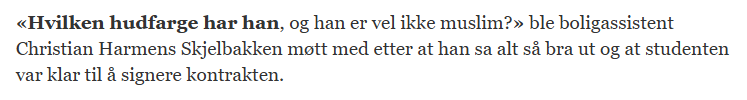 «Hvilken hudfarge har han, og han er vel ikke muslim?» ble boligassistent
Christian Harmens Skjelbakken møtt med etter at han sa alt så bra ut og at studenten
var klar til å signere kontrakten.